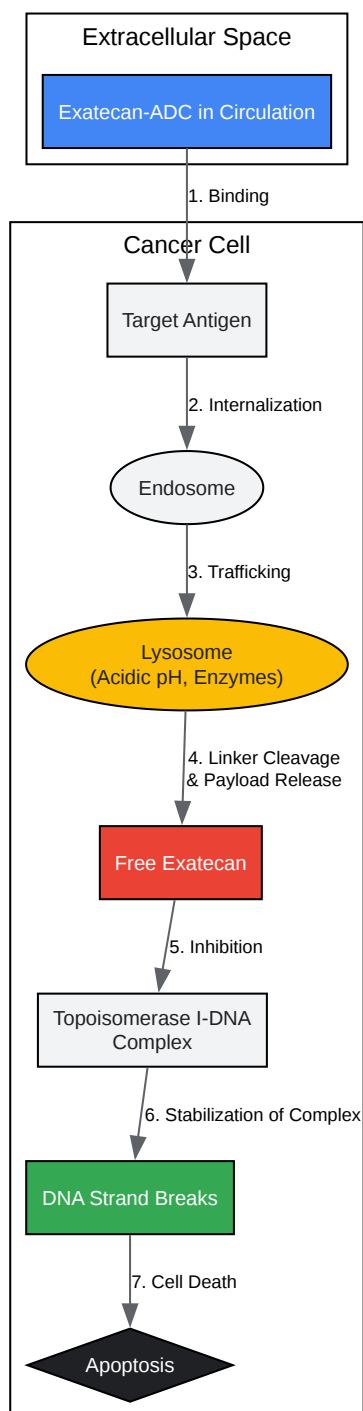 Extracellular Space
Exatecan-ADC in Circulation
1. Binding
Cancer Cell
Target Antigen
2. Internalization
Endosome
3. Trafficking
Lysosome
(Acidic pH, Enzymes)
4. Linker Cleavage
& Payload Release
Free Exatecan
5. Inhibition
Topoisomerase I-DNA
Complex
6. Stabilization of Complex
DNA Strand Breaks
7. Cell Death
Apoptosis